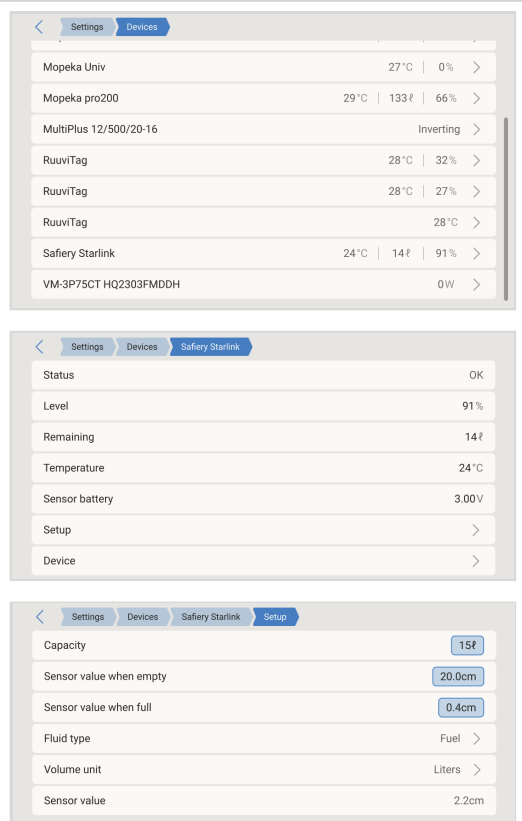 Settings Devices
Mopeka Univ 27°C 0%
Mopeka pro200 29°C 133ℓ 66%
MultiPlus 12/500/20-16 Inverting
RuuviTag 28°C 32%
RuuviTag 28°C 27%
RuuviTag 28°C
Safiery Starlink 24°C 14ℓ 91%
VM-3P75CT HQ2303FMDDH 0W
Settings Devices Safiery Starlink
Status OK
Level 91%
Remaining 14ℓ
Temperature 24°C
Sensor battery 3.00V
Setup
Device
Settings Devices Safiery Starlink Setup
Capacity 15ℓ
Sensor value when empty 20.0cm
Sensor value when full 0.4cm
Fluid type Fuel
Volume unit Liters
Sensor value 2.2cm